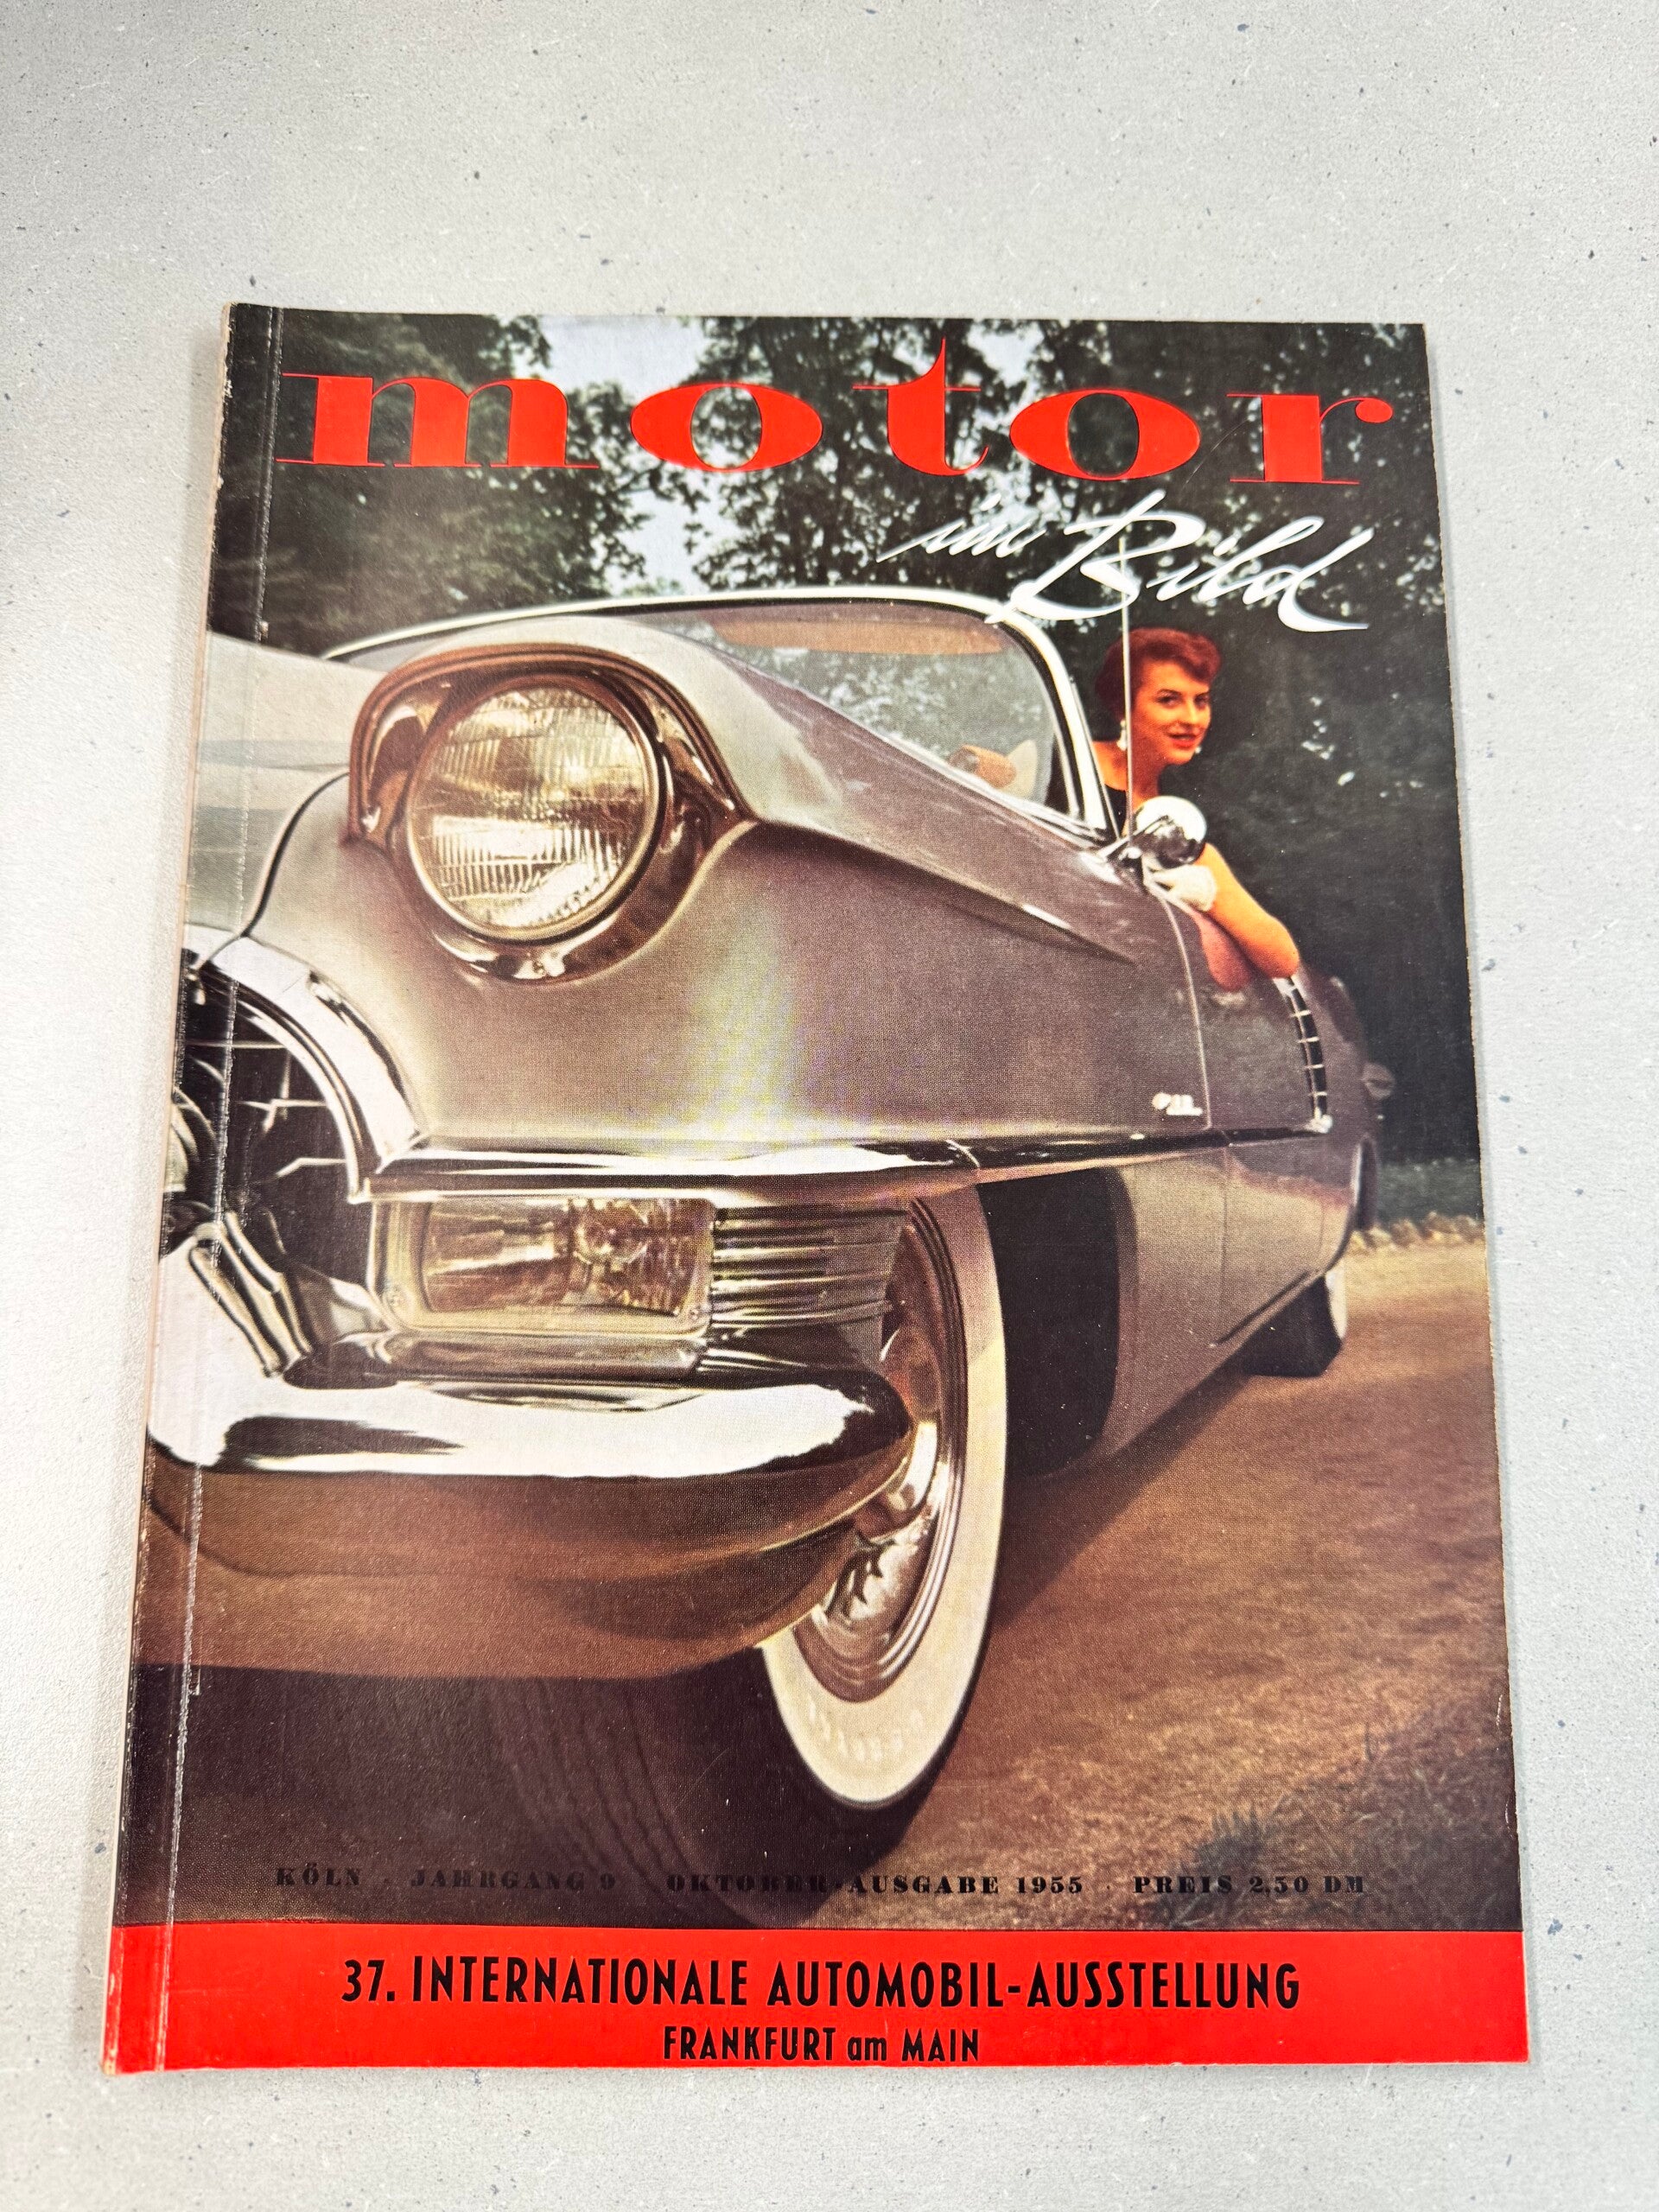 motor
im Bild
KÖLN · JAHRGANG 9 · OKTOBER-AUSGABE 1955 · PREIS 2,50 DM
37. INTERNATIONALE AUTOMOBIL-AUSSTELLUNG
FRANKFURT am MAIN